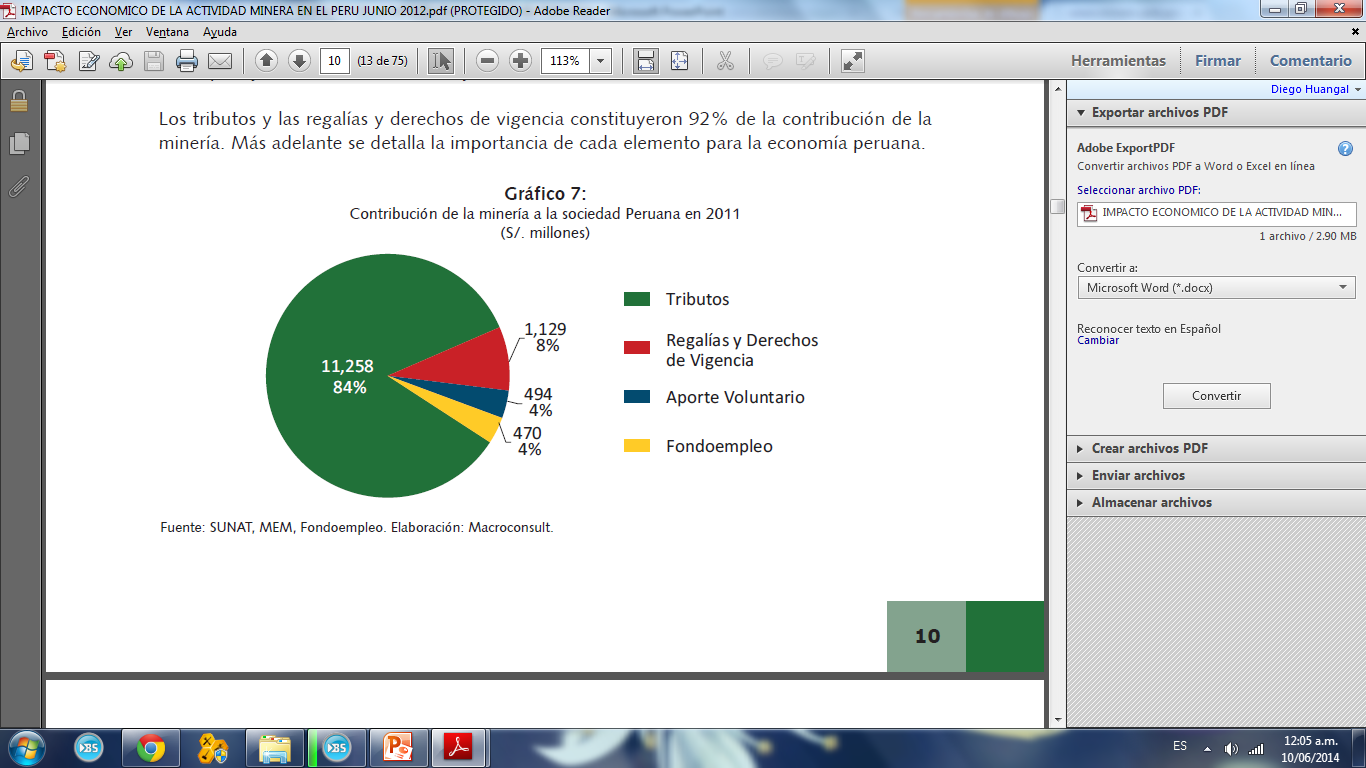 IMPACTO ECONOMICO DE LA ACTIVIDAD MINERA EN EL PERU JUNIO 2012.pdf (PROTEGIDO) - Adobe Reader
Archivo Edición Ver Ventana Ayuda
10 (13 de 75) 113% Herramientas Firmar Comentario
Diego Huangal
Los tributos y las regalías y derechos de vigencia constituyeron 92% de la contribución de la
minería. Más adelante se detalla la importancia de cada elemento para la economía peruana.
Gráfico 7:
Contribución de la minería a la sociedad Peruana en 2011
(S/. millones)
11,258
84%
1,129
8%
494
4%
470
4%
Tributos
Regalías y Derechos
de Vigencia
Aporte Voluntario
Fondoempleo
Fuente: SUNAT, MEM, Fondoempleo. Elaboración: Macroconsult.
10
Exportar archivos PDF
Adobe ExportPDF
Convertir archivos PDF a Word o Excel en línea
Seleccionar archivo PDF:
IMPACTO ECONOMICO DE LA ACTIVIDAD MIN...
1 archivo / 2.90 MB
Convertir a:
Microsoft Word (*.docx)
Reconocer texto en Español
Cambiar
Convertir
Crear archivos PDF
Enviar archivos
Almacenar archivos
BS
BS
ES
12:05 a.m.
10/06/2014